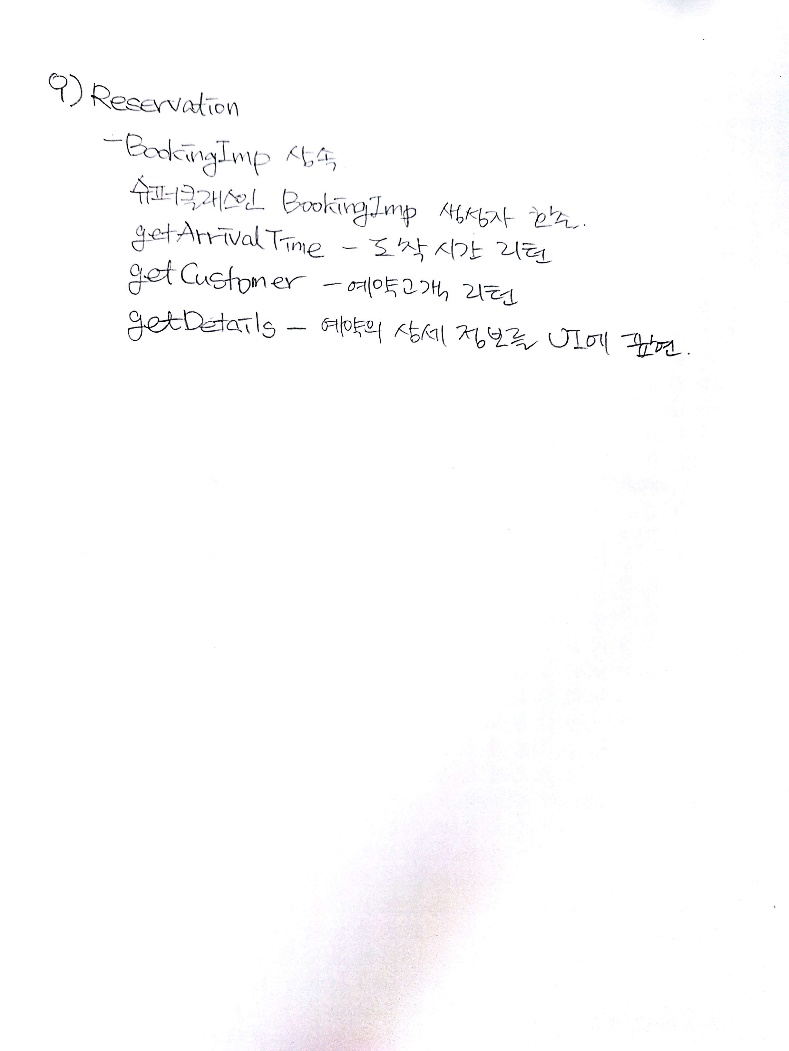 9) Reservation
- BookingImp 상속
슈퍼클래스인 BookingImp 생성자 호출.
getArrivalTime - 도착 시간 리턴
getCustomer - 예약고객 리턴
getDetails - 예약의 상세 정보를 UI에 표현.